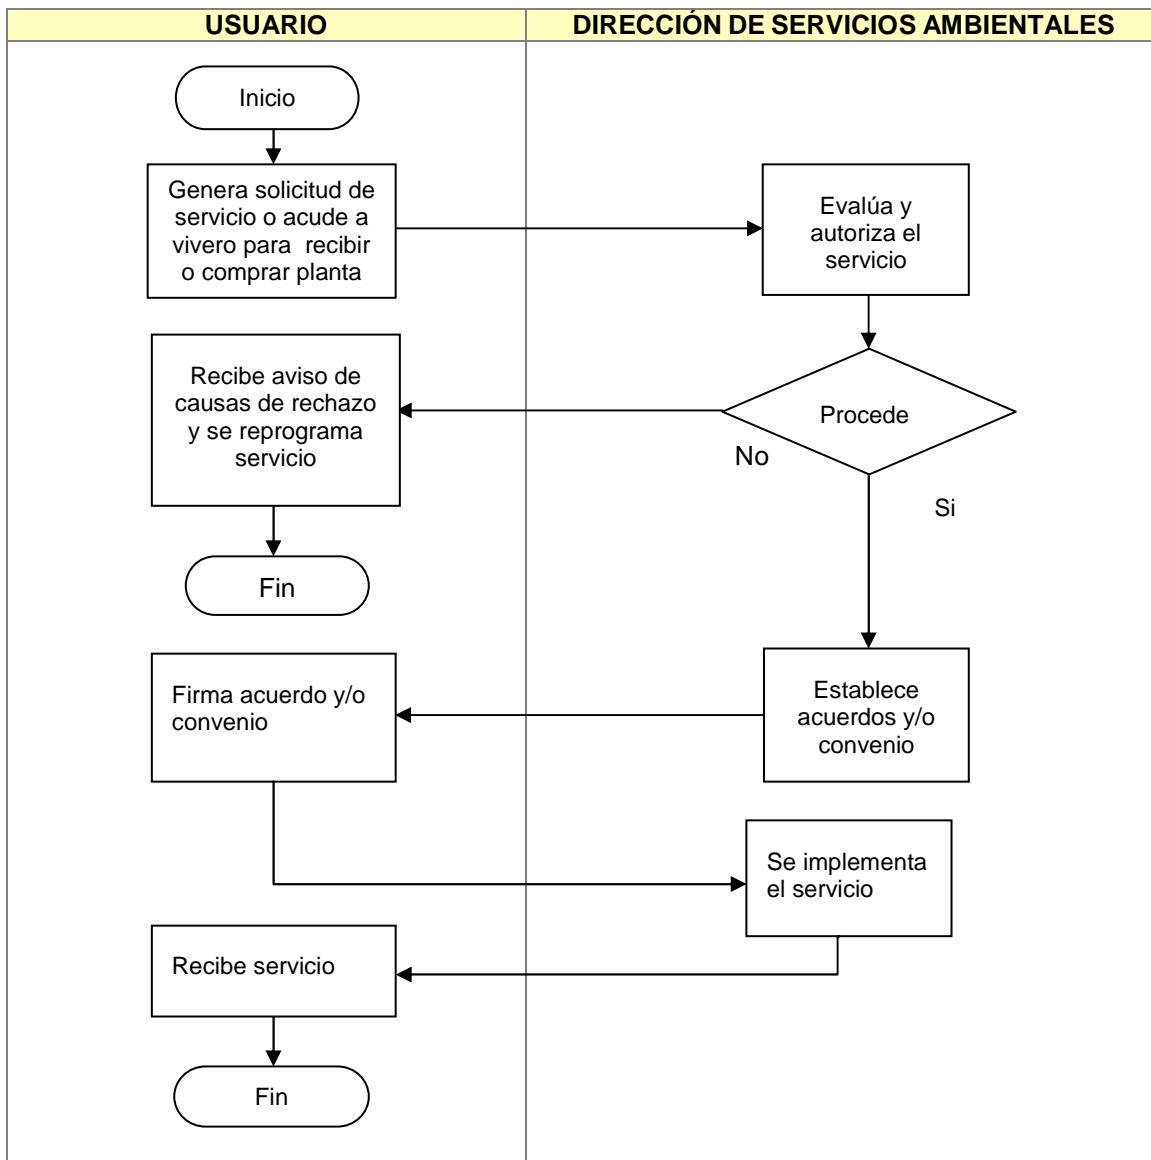 USUARIO
DIRECCIÓN DE SERVICIOS AMBIENTALES
Inicio
Genera solicitud de
servicio o acude a
vivero para recibir
o comprar planta
Evalúa y
autoriza el
servicio
Recibe aviso de
causas de rechazo
y se reprograma
servicio
Procede
No
Si
Fin
Firma acuerdo y/o
convenio
Establece
acuerdos y/o
convenio
Se implementa
el servicio
Recibe servicio
Fin